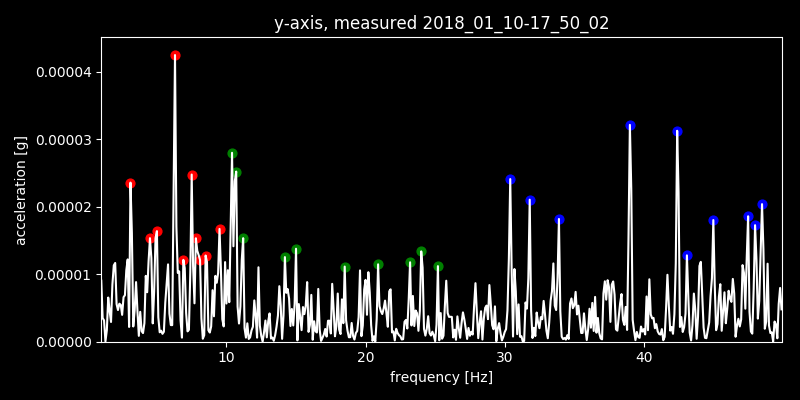 y-axis, measured 2018_01_10-17_50_02
acceleration [g]
0.00004
0.00003
0.00002
0.00001
0.00000
10 20 30 40
frequency [Hz]